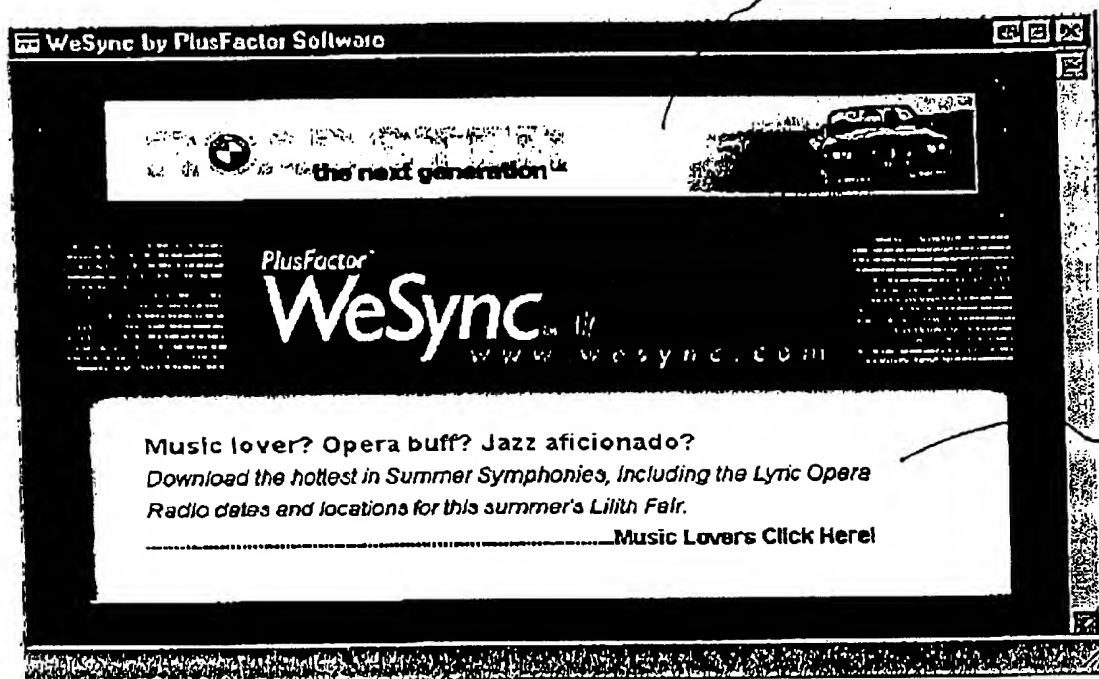 WeSync by PlusFactor Software
the next generation
PlusFactor™
WeSync
www.wesync.com
Music lover? Opera buff? Jazz aficionado?
Download the hottest in Summer Symphonies, including the Lyric Opera
Radio dates and locations for this summer's Lilith Fair.
Music Lovers Click Here!